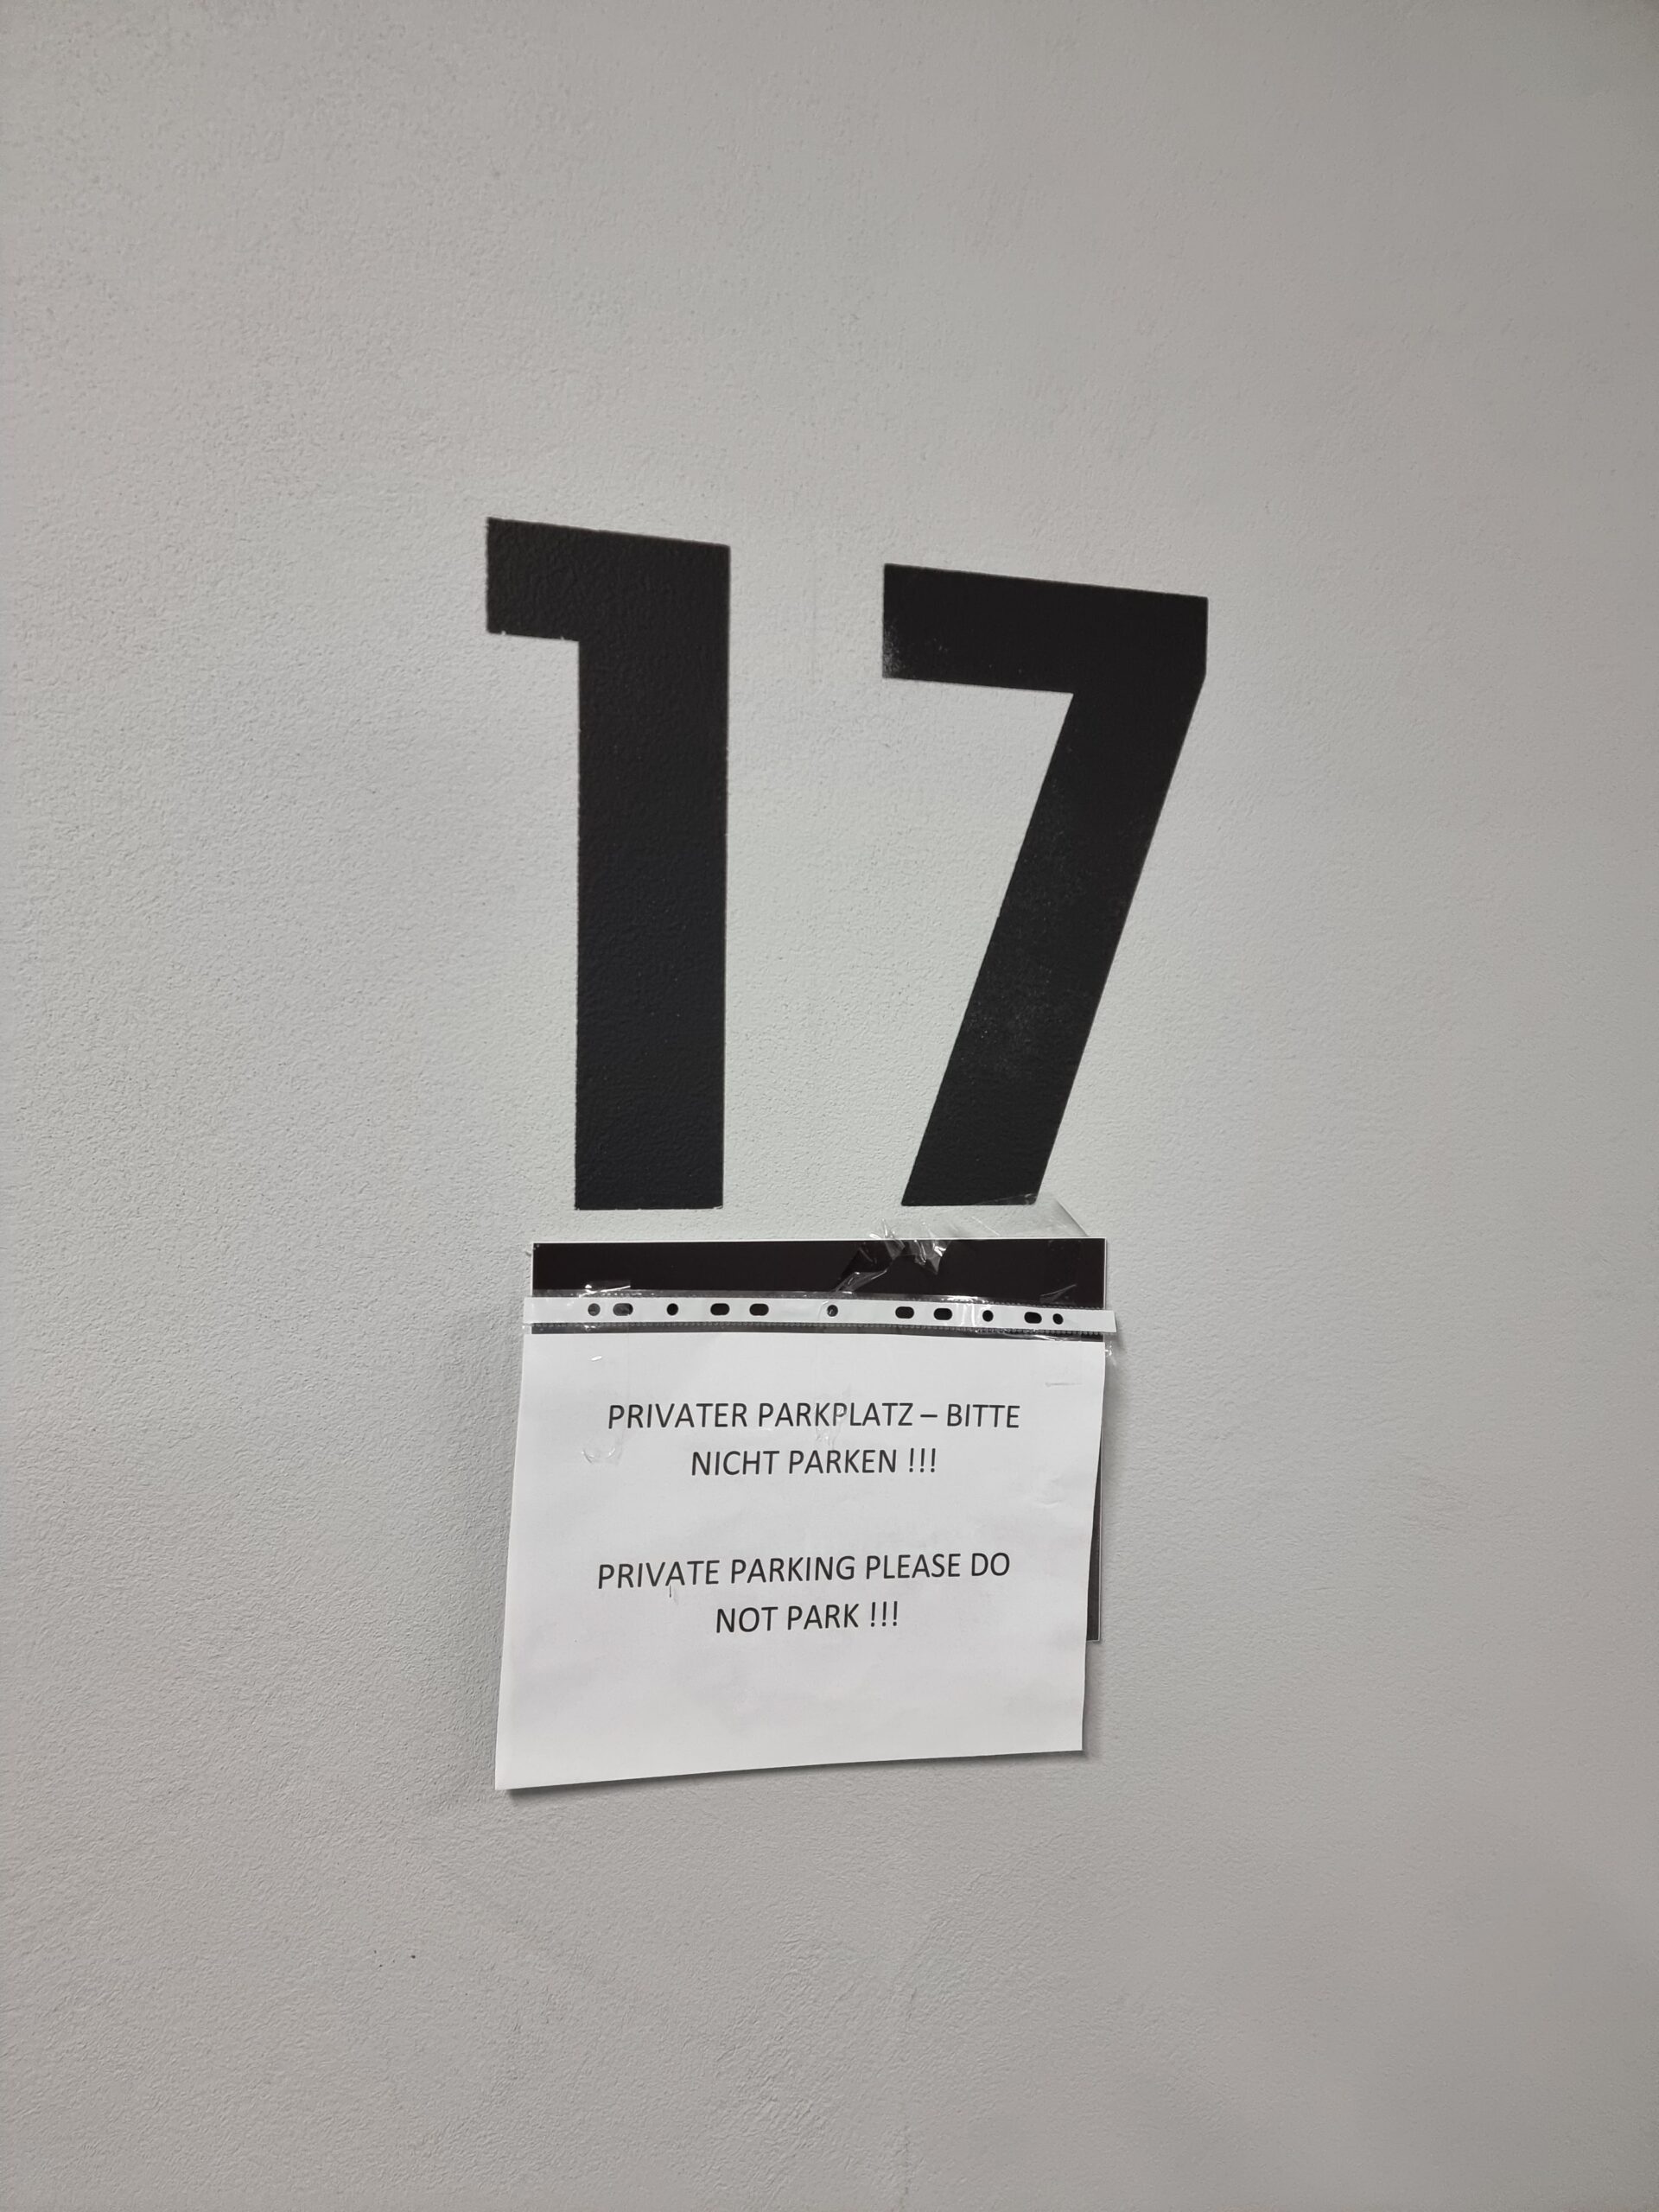 17
PRIVATER PARKPLATZ – BITTE
NICHT PARKEN !!!
PRIVATE PARKING PLEASE DO
NOT PARK !!!